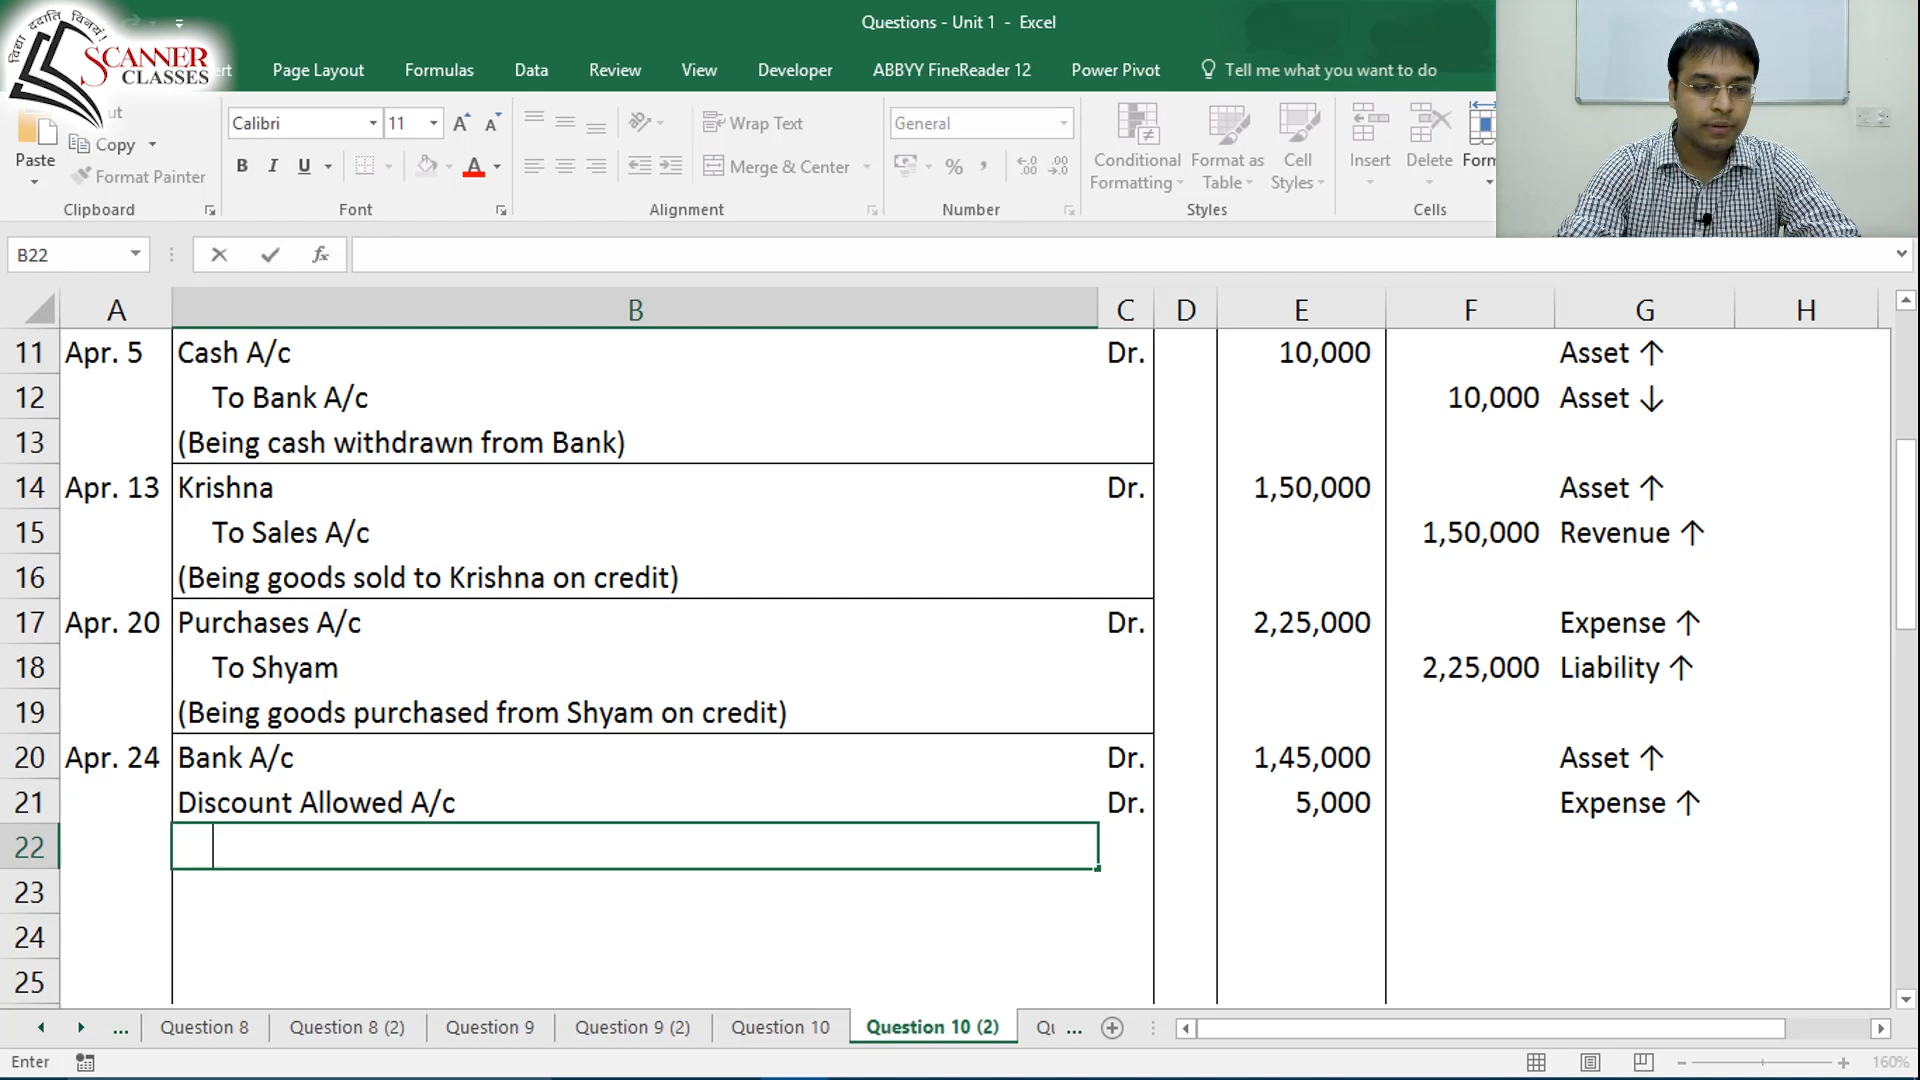 Questions - Unit 1 - Excel
विद्या ददाति विनयं।
SCANNER
CLASSES
Page Layout
Formulas
Data
Review
View
Developer
ABBYY FineReader 12
Power Pivot
Tell me what you want to do
Paste
Copy
Format Painter
Clipboard
Calibri
11
B I U
A
Font
Wrap Text
Merge & Center
Alignment
General
%
Number
Conditional
Formatting
Format as
Table
Cell
Styles
Styles
Insert
Delete
Cells
B22
fx
A B C D E F G H
11 Apr. 5 Cash A/c Dr. 10,000 Asset ↑
12 To Bank A/c 10,000 Asset ↓
13 (Being cash withdrawn from Bank)
14 Apr. 13 Krishna Dr. 1,50,000 Asset ↑
15 To Sales A/c 1,50,000 Revenue ↑
16 (Being goods sold to Krishna on credit)
17 Apr. 20 Purchases A/c Dr. 2,25,000 Expense ↑
18 To Shyam 2,25,000 Liability ↑
19 (Being goods purchased from Shyam on credit)
20 Apr. 24 Bank A/c Dr. 1,45,000 Asset ↑
21 Discount Allowed A/c Dr. 5,000 Expense ↑
22
23
24
25
... Question 8 Question 8 (2) Question 9 Question 9 (2) Question 10 Question 10 (2) ...
Enter
160%